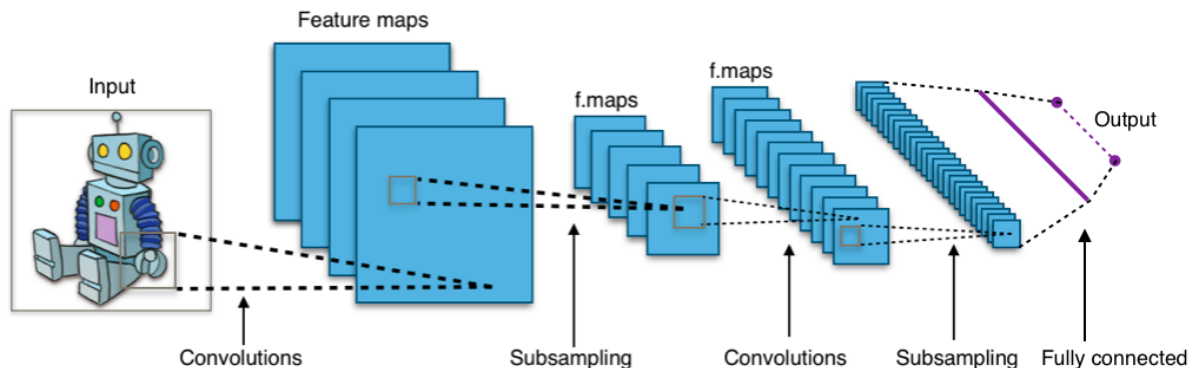 Feature maps
f.maps
Input
f.maps
Output
Convolutions
Subsampling
Convolutions
Subsampling
Fully connected